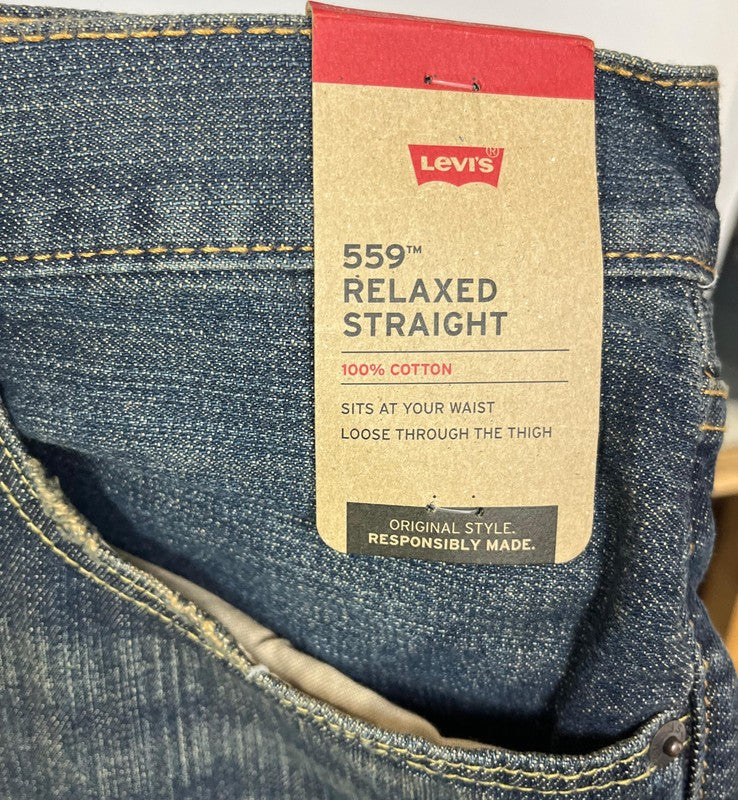 LEVI'S®
559™
RELAXED
STRAIGHT
100% COTTON
SITS AT YOUR WAIST
LOOSE THROUGH THE THIGH
ORIGINAL STYLE.
RESPONSIBLY MADE.